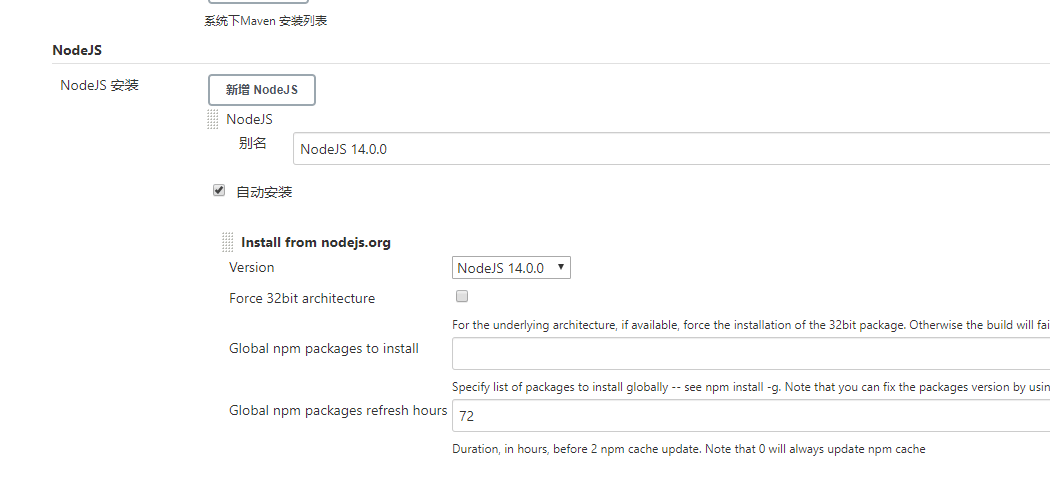 系统下Maven 安装列表
NodeJS
NodeJS 安装
新增 NodeJS
NodeJS
别名
NodeJS 14.0.0
自动安装
Install from nodejs.org
Version
NodeJS 14.0.0
Force 32bit architecture
For the underlying architecture, if available, force the installation of the 32bit package. Otherwise the build will fai
Global npm packages to install
Specify list of packages to install globally -- see npm install -g. Note that you can fix the packages version by usin
Global npm packages refresh hours
72
Duration, in hours, before 2 npm cache update. Note that 0 will always update npm cache